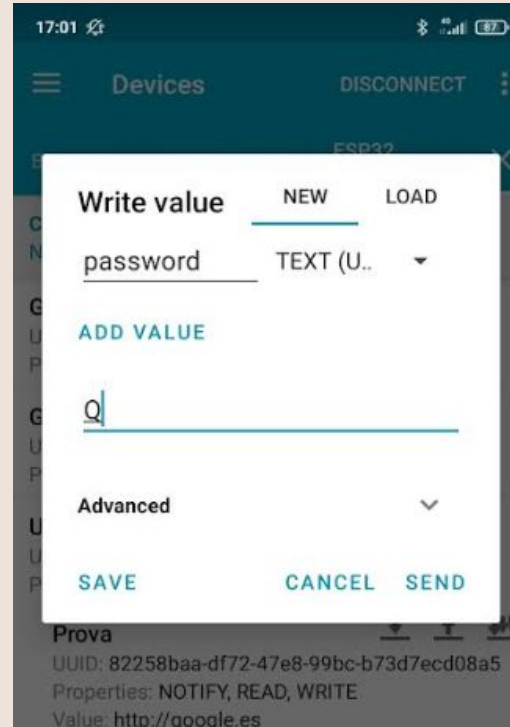 17:01
87
Devices DISCONNECT
ESP32
Write value NEW LOAD
password TEXT (U..
ADD VALUE
Q
Advanced
SAVE CANCEL SEND
Prova
UUID: 82258baa-df72-47e8-99bc-b73d7ecd08a5
Properties: NOTIFY, READ, WRITE
Value: http://google.es